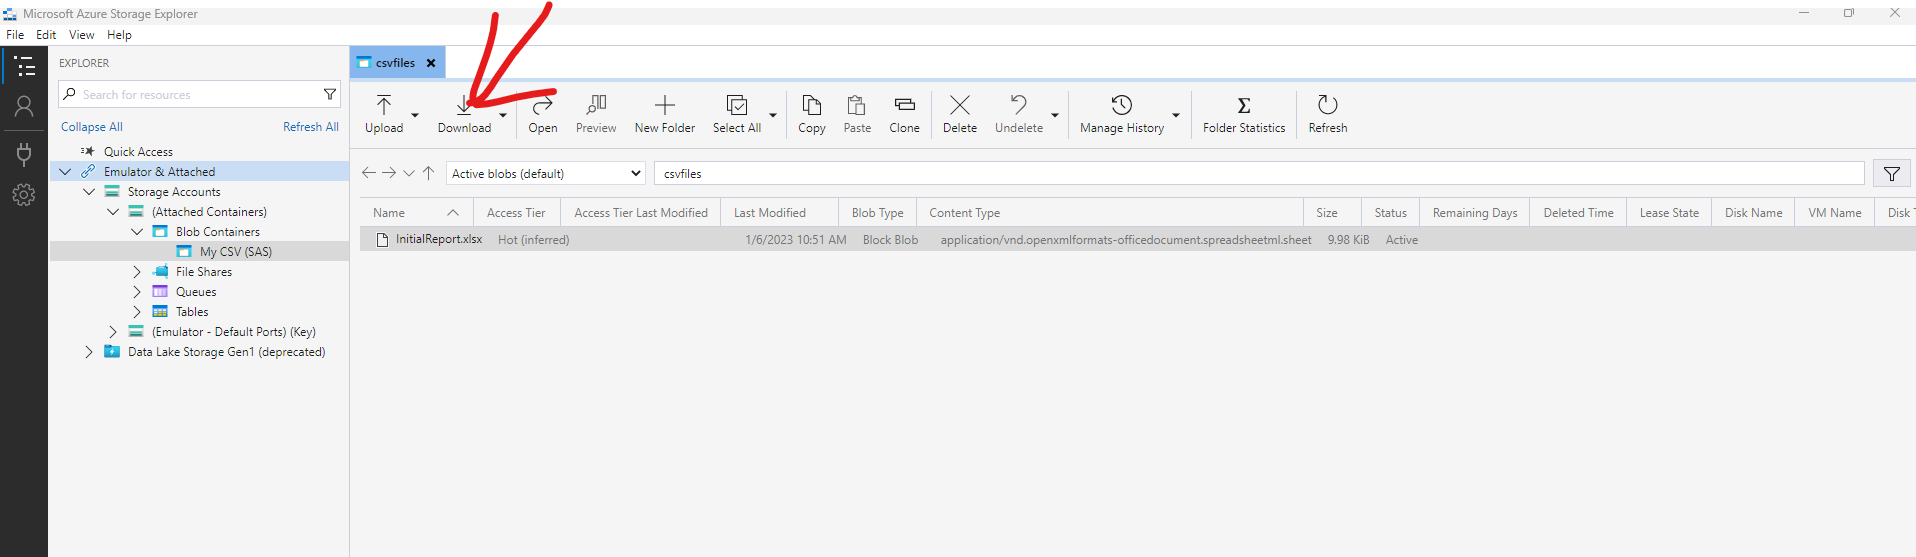 Microsoft Azure Storage Explorer
File Edit View Help
EXPLORER
Search for resources
Collapse All Refresh All
Quick Access
Emulator & Attached
Storage Accounts
(Attached Containers)
Blob Containers
My CSV (SAS)
File Shares
Queues
Tables
(Emulator - Default Ports) (Key)
Data Lake Storage Gen1 (deprecated)
csvfiles
Upload Download Open Preview New Folder Select All Copy Paste Clone Delete Undelete Manage History Folder Statistics Refresh
Active blobs (default) csvfiles
Name Access Tier Access Tier Last Modified Last Modified Blob Type Content Type Size Status Remaining Days Deleted Time Lease State Disk Name VM Name Disk
InitialReport.xlsx Hot (inferred) 1/6/2023 10:51 AM Block Blob application/vnd.openxmlformats-officedocument.spreadsheetml.sheet 9.98 KiB Active